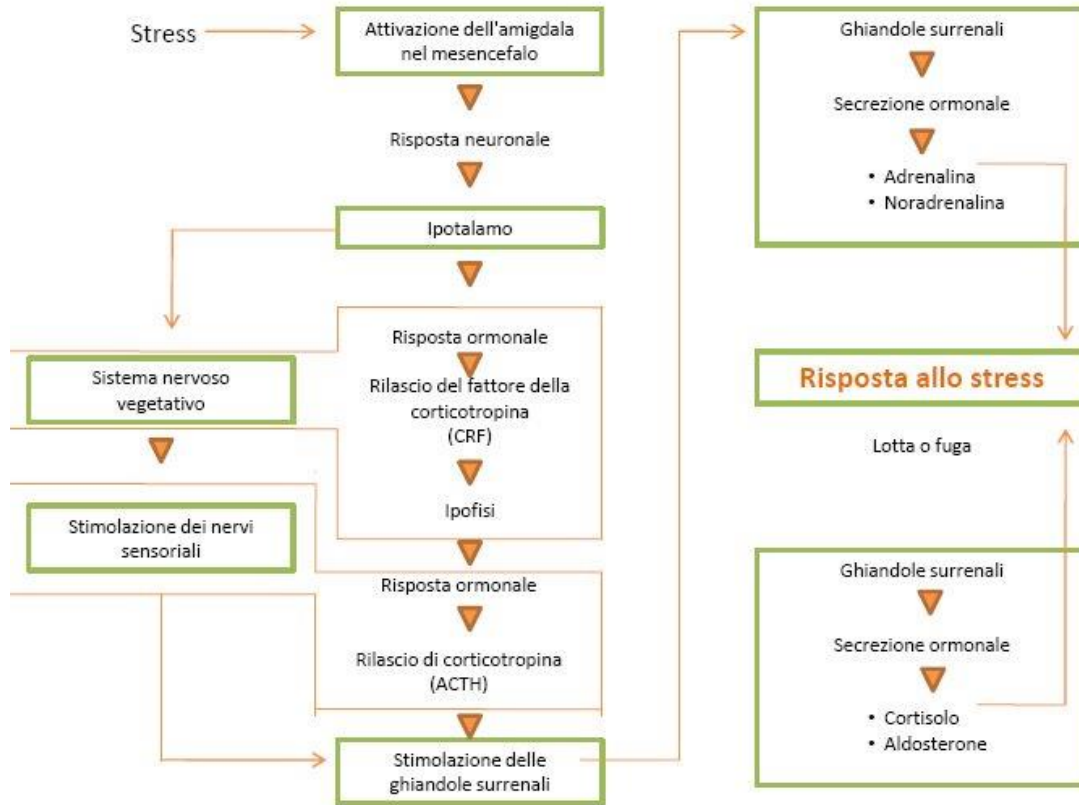 Stress
Attivazione dell'amigdala
nel mesencefalo
Risposta neuronale
Ipotalamo
Sistema nervoso
vegetativo
Stimolazione dei nervi
sensoriali
Risposta ormonale
Rilascio del fattore della
corticotropina
(CRF)
Ipofisi
Risposta ormonale
Rilascio di corticotropina
(ACTH)
Stimolazione delle
ghiandole surrenali
Ghiandole surrenali
Secrezione ormonale
• Adrenalina
• Noradrenalina
Risposta allo stress
Lotta o fuga
Ghiandole surrenali
Secrezione ormonale
• Cortisolo
• Aldosterone